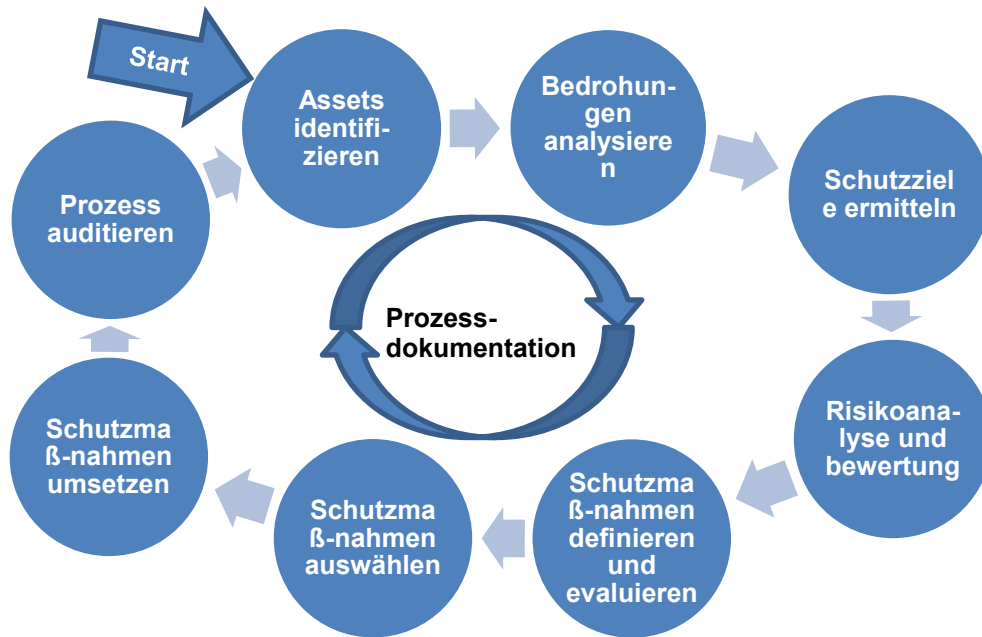 Start
Assets
identifi-
zieren
Bedrohun-
gen
analysiere
n
Schutzziel
e ermitteln
Risikoana-
lyse und
bewertung
Schutzma
ß-nahmen
definieren
und
evaluieren
Schutzma
ß-nahmen
auswählen
Schutzma
ß-nahmen
umsetzen
Prozess
auditieren
Prozess-
dokumentation